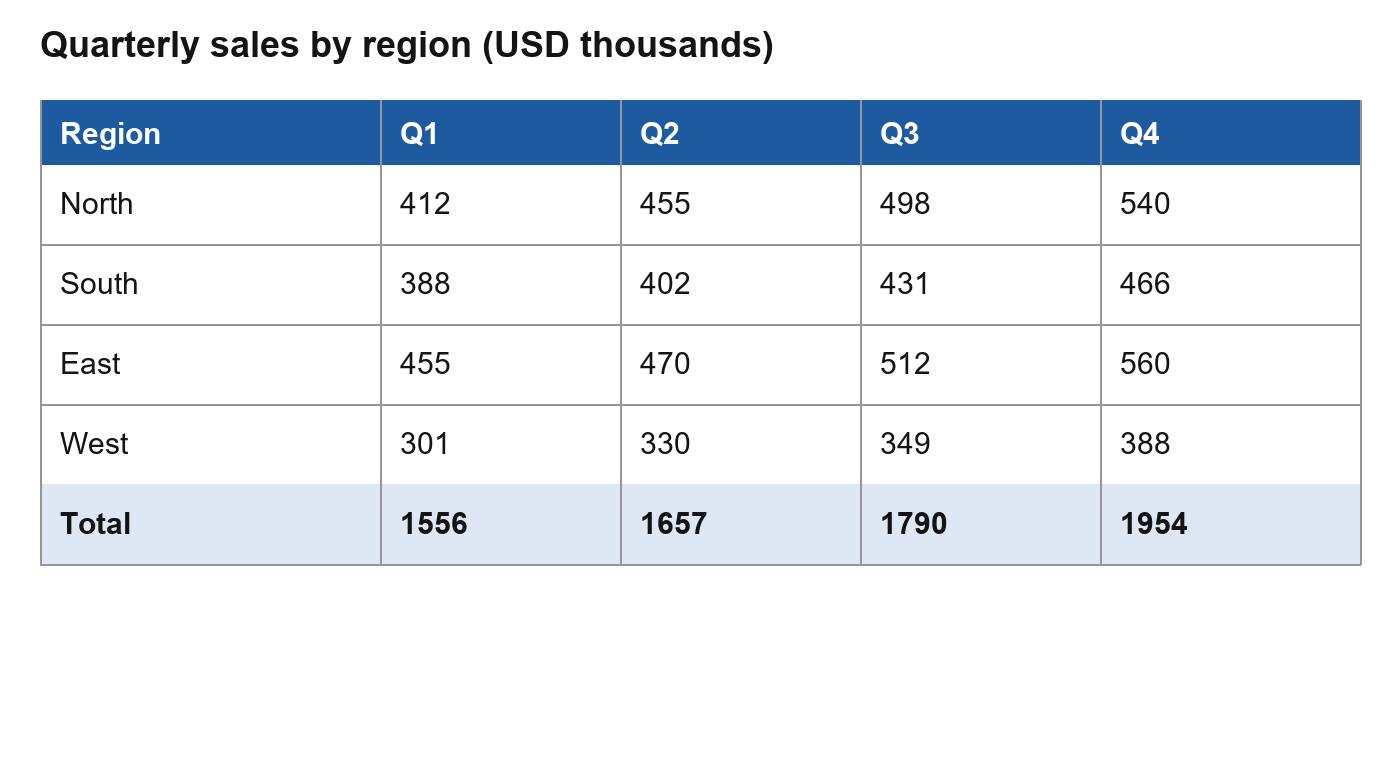 Quarterly sales by region (USD thousands)
Region Q1 Q2 Q3 Q4
North 412 455 498 540
South 388 402 431 466
East 455 470 512 560
West 301 330 349 388
Total 1556 1657 1790 1954